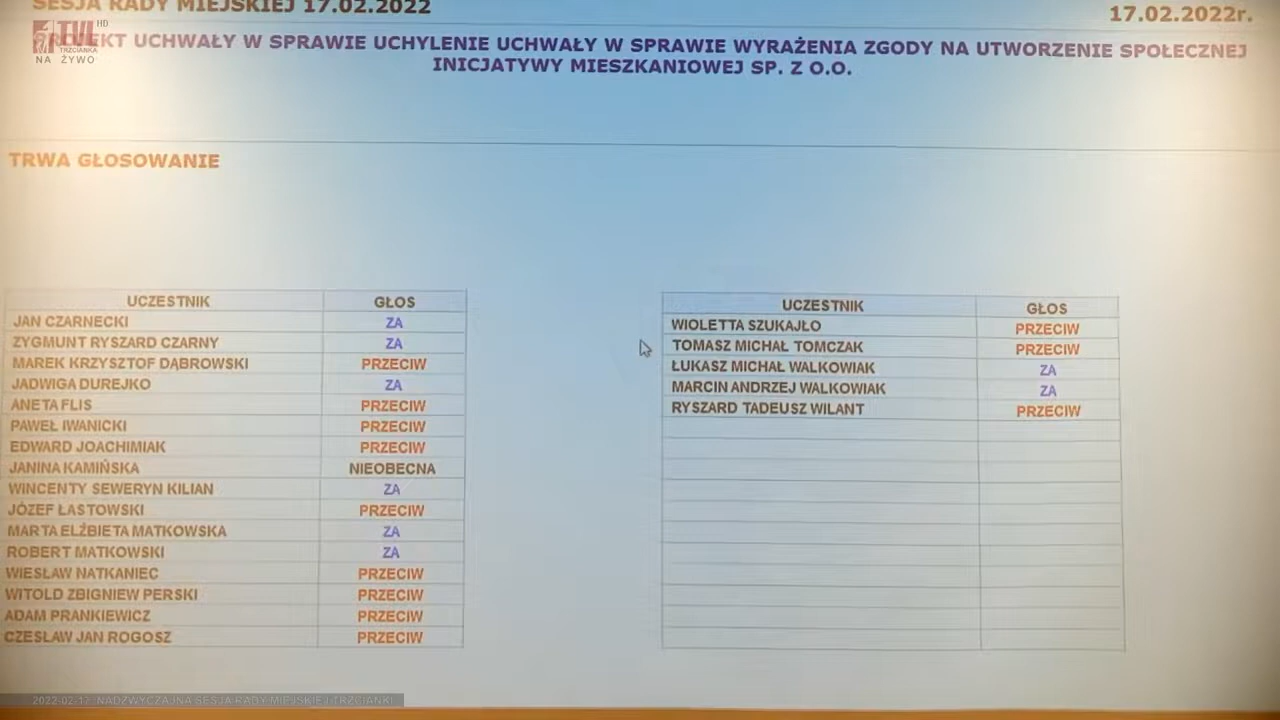 SESJA RADY MIEJSKIEJ 17.02.2022
17.02.2022r.
TVL HD
TRZCIANKA
NA ŻYWO
PROJEKT UCHWAŁY W SPRAWIE UCHYLENIE UCHWAŁY W SPRAWIE WYRAŻENIA ZGODY NA UTWORZENIE SPOŁECZNEJ
INICJATYWY MIESZKANIOWEJ SP. Z O.O.
TRWA GŁOSOWANIE
UCZESTNIK GŁOS
JAN CZARNECKI ZA
ZYGMUNT RYSZARD CZARNY ZA
MAREK KRZYSZTOF DĄBROWSKI PRZECIW
JADWIGA DUREJKO ZA
ANETA FLIS PRZECIW
PAWEŁ IWANICKI PRZECIW
EDWARD JOACHIMIAK PRZECIW
JANINA KAMIŃSKA NIEOBECNA
WINCENTY SEWERYN KILIAN ZA
JÓZEF ŁASTOWSKI PRZECIW
MARTA ELŻBIETA MATKOWSKA ZA
ROBERT MATKOWSKI ZA
WIESŁAW NATKANIEC PRZECIW
WITOLD ZBIGNIEW PERSKI PRZECIW
ADAM PRANKIEWICZ PRZECIW
CZESŁAW JAN ROGOSZ PRZECIW
UCZESTNIK GŁOS
WIOLETTA SZUKAJŁO PRZECIW
TOMASZ MICHAŁ TOMCZAK PRZECIW
ŁUKASZ MICHAŁ WALKOWIAK ZA
MARCIN ANDRZEJ WALKOWIAK ZA
RYSZARD TADEUSZ WILANT PRZECIW
2022-02-17 NADZWYCZAJNA SESJA RADY MIEJSKIEJ TRZCIANKI